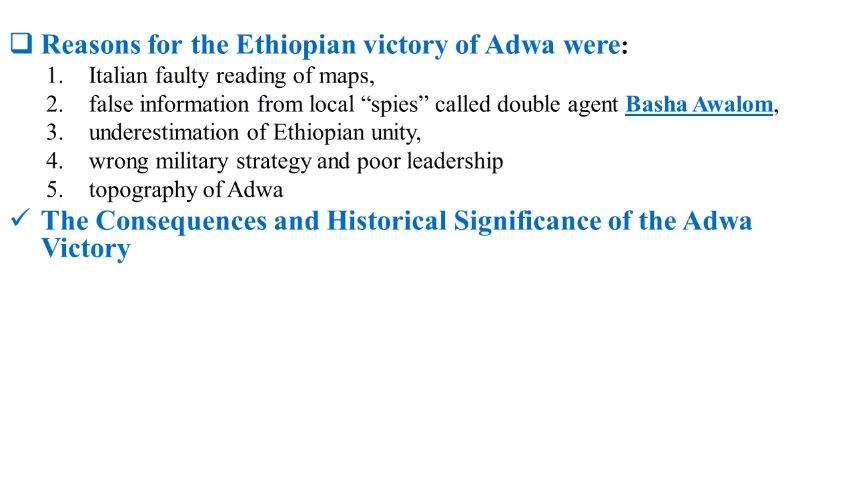 ❑ Reasons for the Ethiopian victory of Adwa were:
1. Italian faulty reading of maps,
2. false information from local “spies” called double agent Basha Awalom,
3. underestimation of Ethiopian unity,
4. wrong military strategy and poor leadership
5. topography of Adwa
✓ The Consequences and Historical Significance of the Adwa
Victory